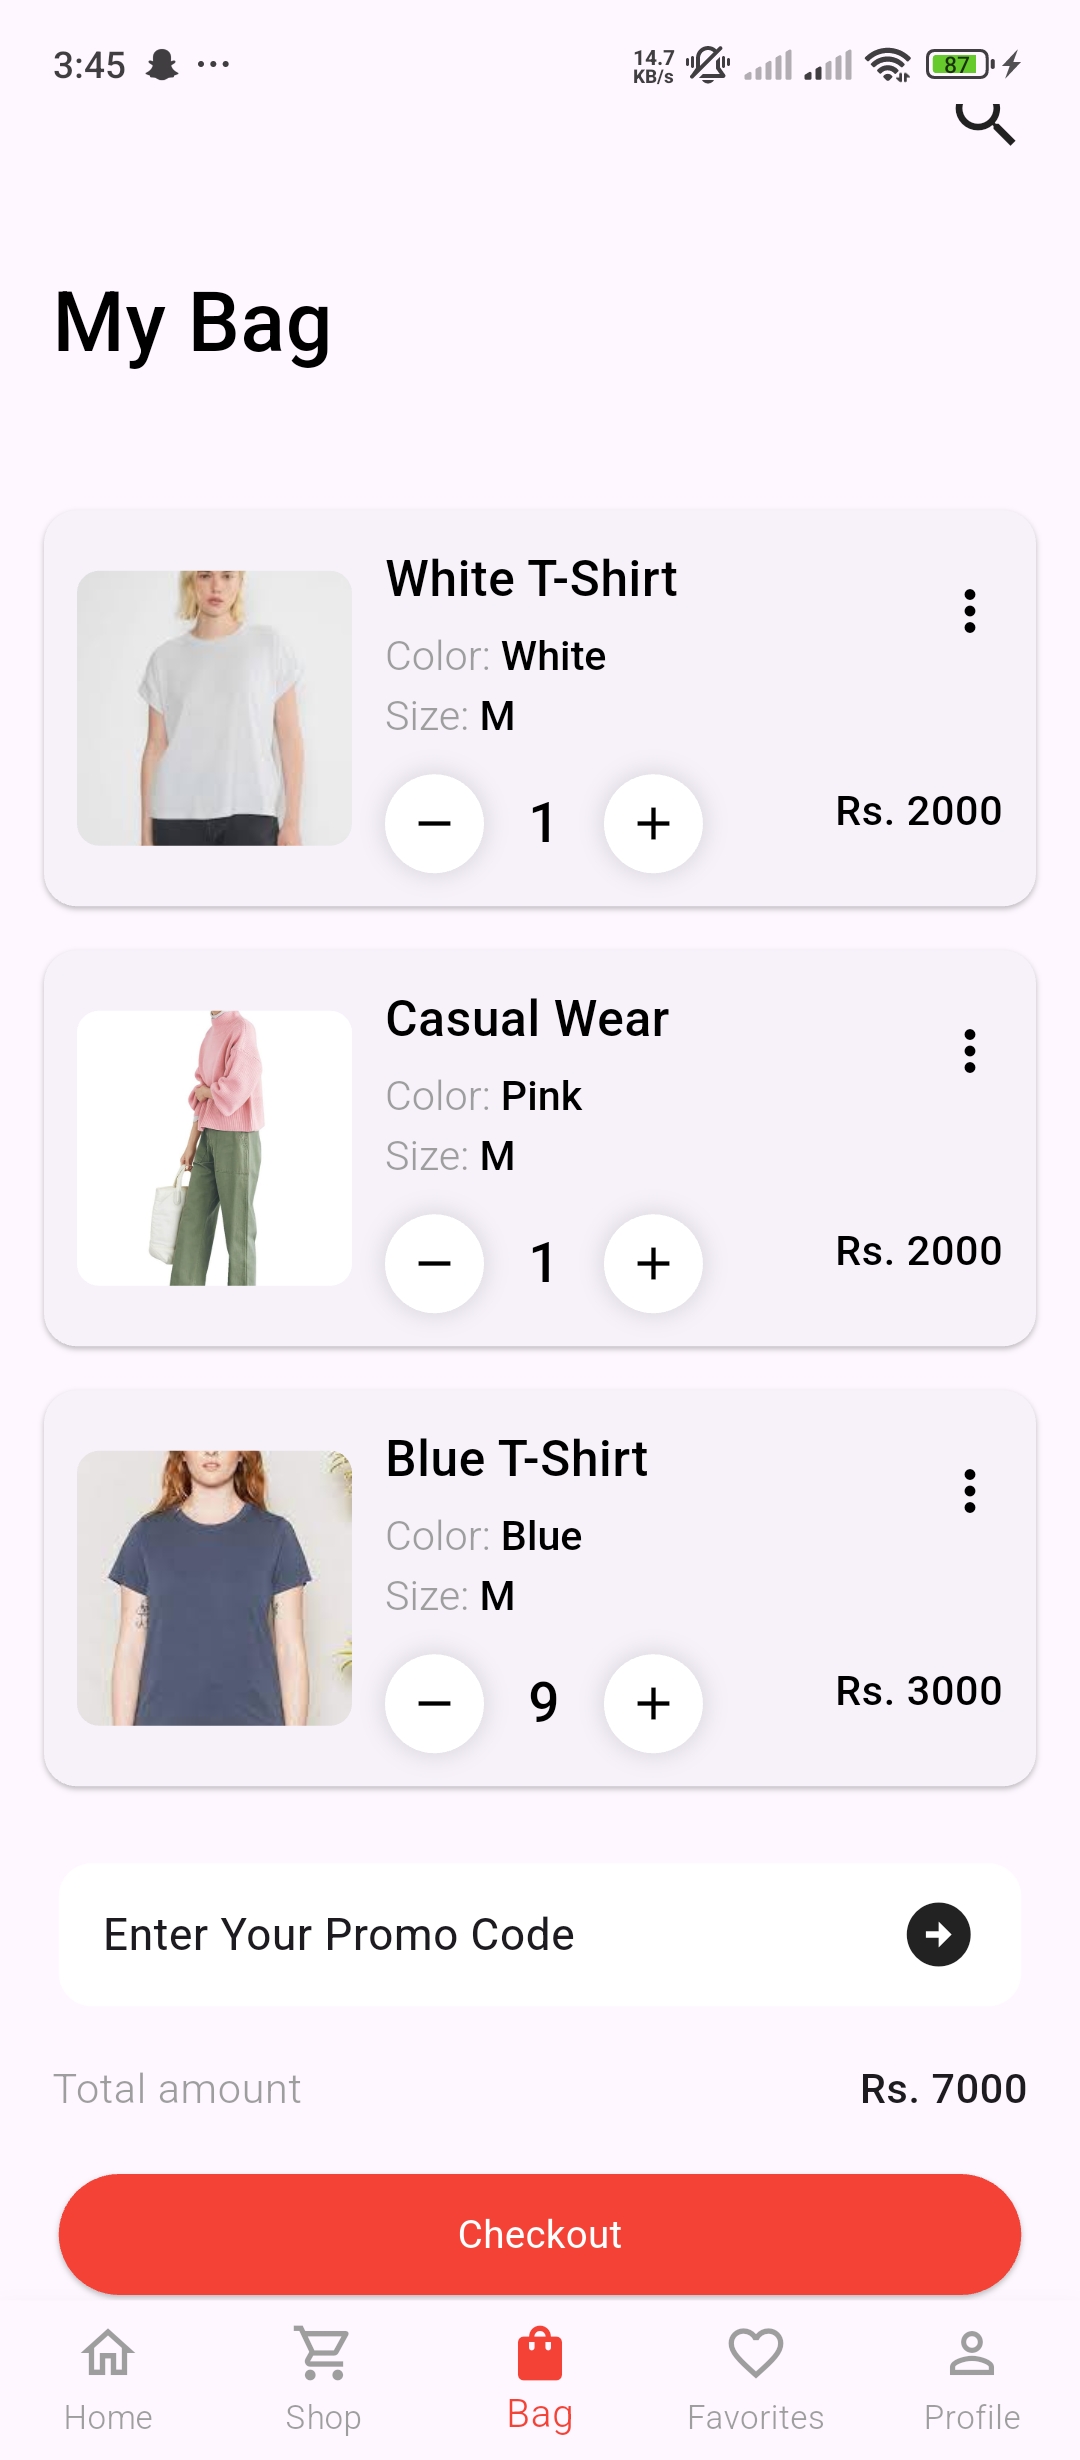 3:45 ... 14.7 KB/s 87
My Bag
White T-Shirt
Color: White
Size: M
1 Rs. 2000
Casual Wear
Color: Pink
Size: M
1 Rs. 2000
Blue T-Shirt
Color: Blue
Size: M
9 Rs. 3000
Enter Your Promo Code
Total amount Rs. 7000
Checkout
Home Shop Bag Favorites Profile